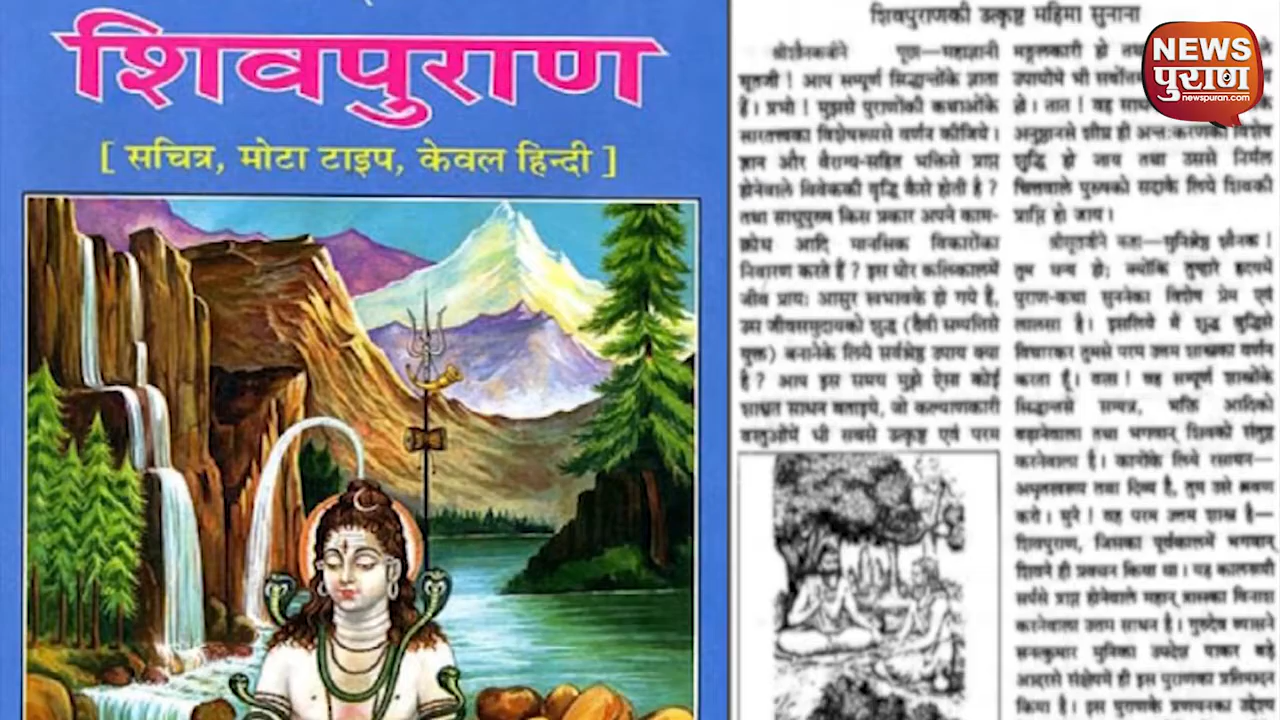 शिवपुराण
[ सचित्र, मोटा टाइप, केवल हिन्दी ]
शिवपुराणकी उत्कृष्ट महिमा सुनाना
श्रीशौनकजीने पूछा—महाज्ञानी
सूतजी ! आप सम्पूर्ण सिद्धान्तोंके ज्ञाता
हैं। प्रभो ! मुझसे पुराणोंकी कथाओंके
सारतत्त्वका विशेषरूपसे वर्णन कीजिये।
ज्ञान और वैराग्य-सहित भक्तिसे प्राप्त
होनेवाले विवेककी वृद्धि कैसे होती है ?
तथा साधुपुरुष किस प्रकार अपने काम-
क्रोध आदि मानसिक विकारोंका
निवारण करते हैं ? इस घोर कलिकालमें
जीव प्रायः आसुर स्वभावके हो गये हैं,
उस जीवसमुदायको शुद्ध (दैवी सम्पत्तिसे
युक्त) बनानेके लिये सर्वश्रेष्ठ उपाय क्या
है ? आप इस समय मुझे ऐसा कोई
शाश्वत साधन बताइये, जो कल्याणकारी
वस्तुओंमें भी सबसे उत्कृष्ट एवं परम
मङ्गलकारी हो
उपायोंमें भी
हो। तात ! वह
अनुष्ठानसे शीघ्र ही अन्तःकरणकी विशेष
शुद्धि हो जाय तथा उससे निर्मल
चित्तवाले पुरुषको सदाके लिये शिवकी
प्राप्ति हो जाय।
श्रीसूतजीने कहा—मुनिश्रेष्ठ शौनक !
तुम धन्य हो; क्योंकि तुम्हारे हृदयमें
पुराण-कथा सुननेका विशेष प्रेम एवं
लालसा है। इसलिये मैं शुद्ध बुद्धिसे
विचारकर तुमसे परम उत्तम शास्त्रका वर्णन
करता हूँ। वत्स ! वह सम्पूर्ण शास्त्रोंके
सिद्धान्तसे सम्पन्न, भक्ति आदिको
बढ़ानेवाला तथा भगवान् शिवको संतुष्ट
करनेवाला है। कानोंके लिये रसायन—
अमृतस्वरूप तथा दिव्य है, तुम उसे श्रवण
करो। मुने ! वह परम उत्तम शास्त्र है—
शिवपुराण, जिसका पूर्वकालमें भगवान्
शिवने ही प्रवचन किया था। यह कालरूपी
सर्पसे प्राप्त होनेवाले महान् त्रासका विनाश
करनेवाला उत्तम साधन है। गुरुदेव व्यासने
सनत्कुमार मुनिका उपदेश पाकर बड़े
आदरसे संक्षेपमें ही इस पुराणका प्रतिपादन
किया है। इस पुराणके प्रणयनका उद्देश्य
NEWS
पुराण
newspuran.com